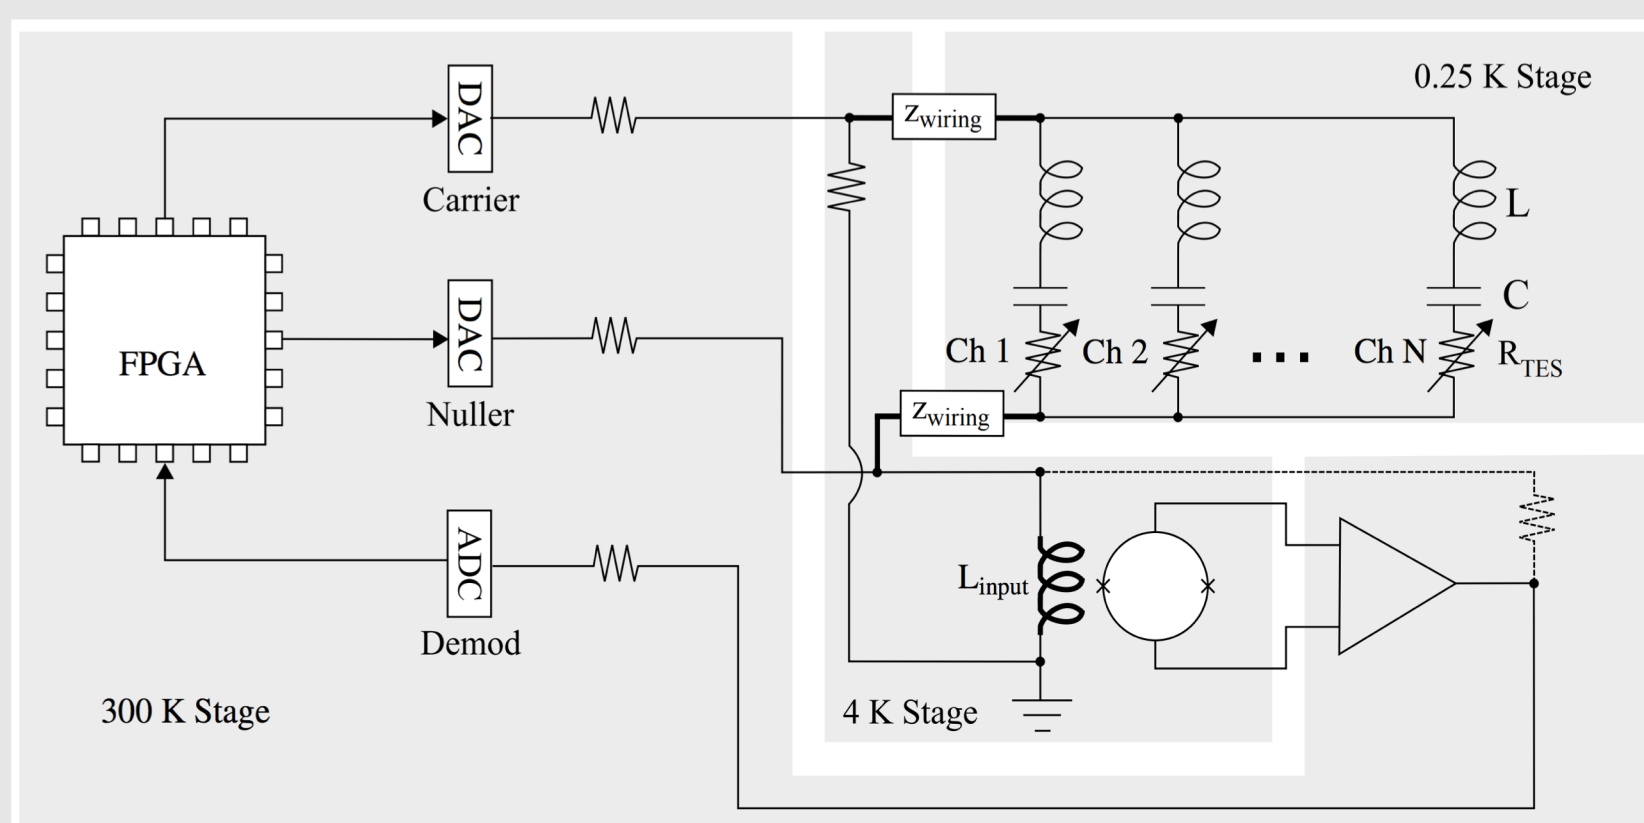 0.25 K Stage
DAC
Carrier
Zwiring
L
C
FPGA
DAC
Nuller
Ch 1
Ch 2
...
Ch N
RTES
Zwiring
ADC
Demod
Linput
300 K Stage
4 K Stage